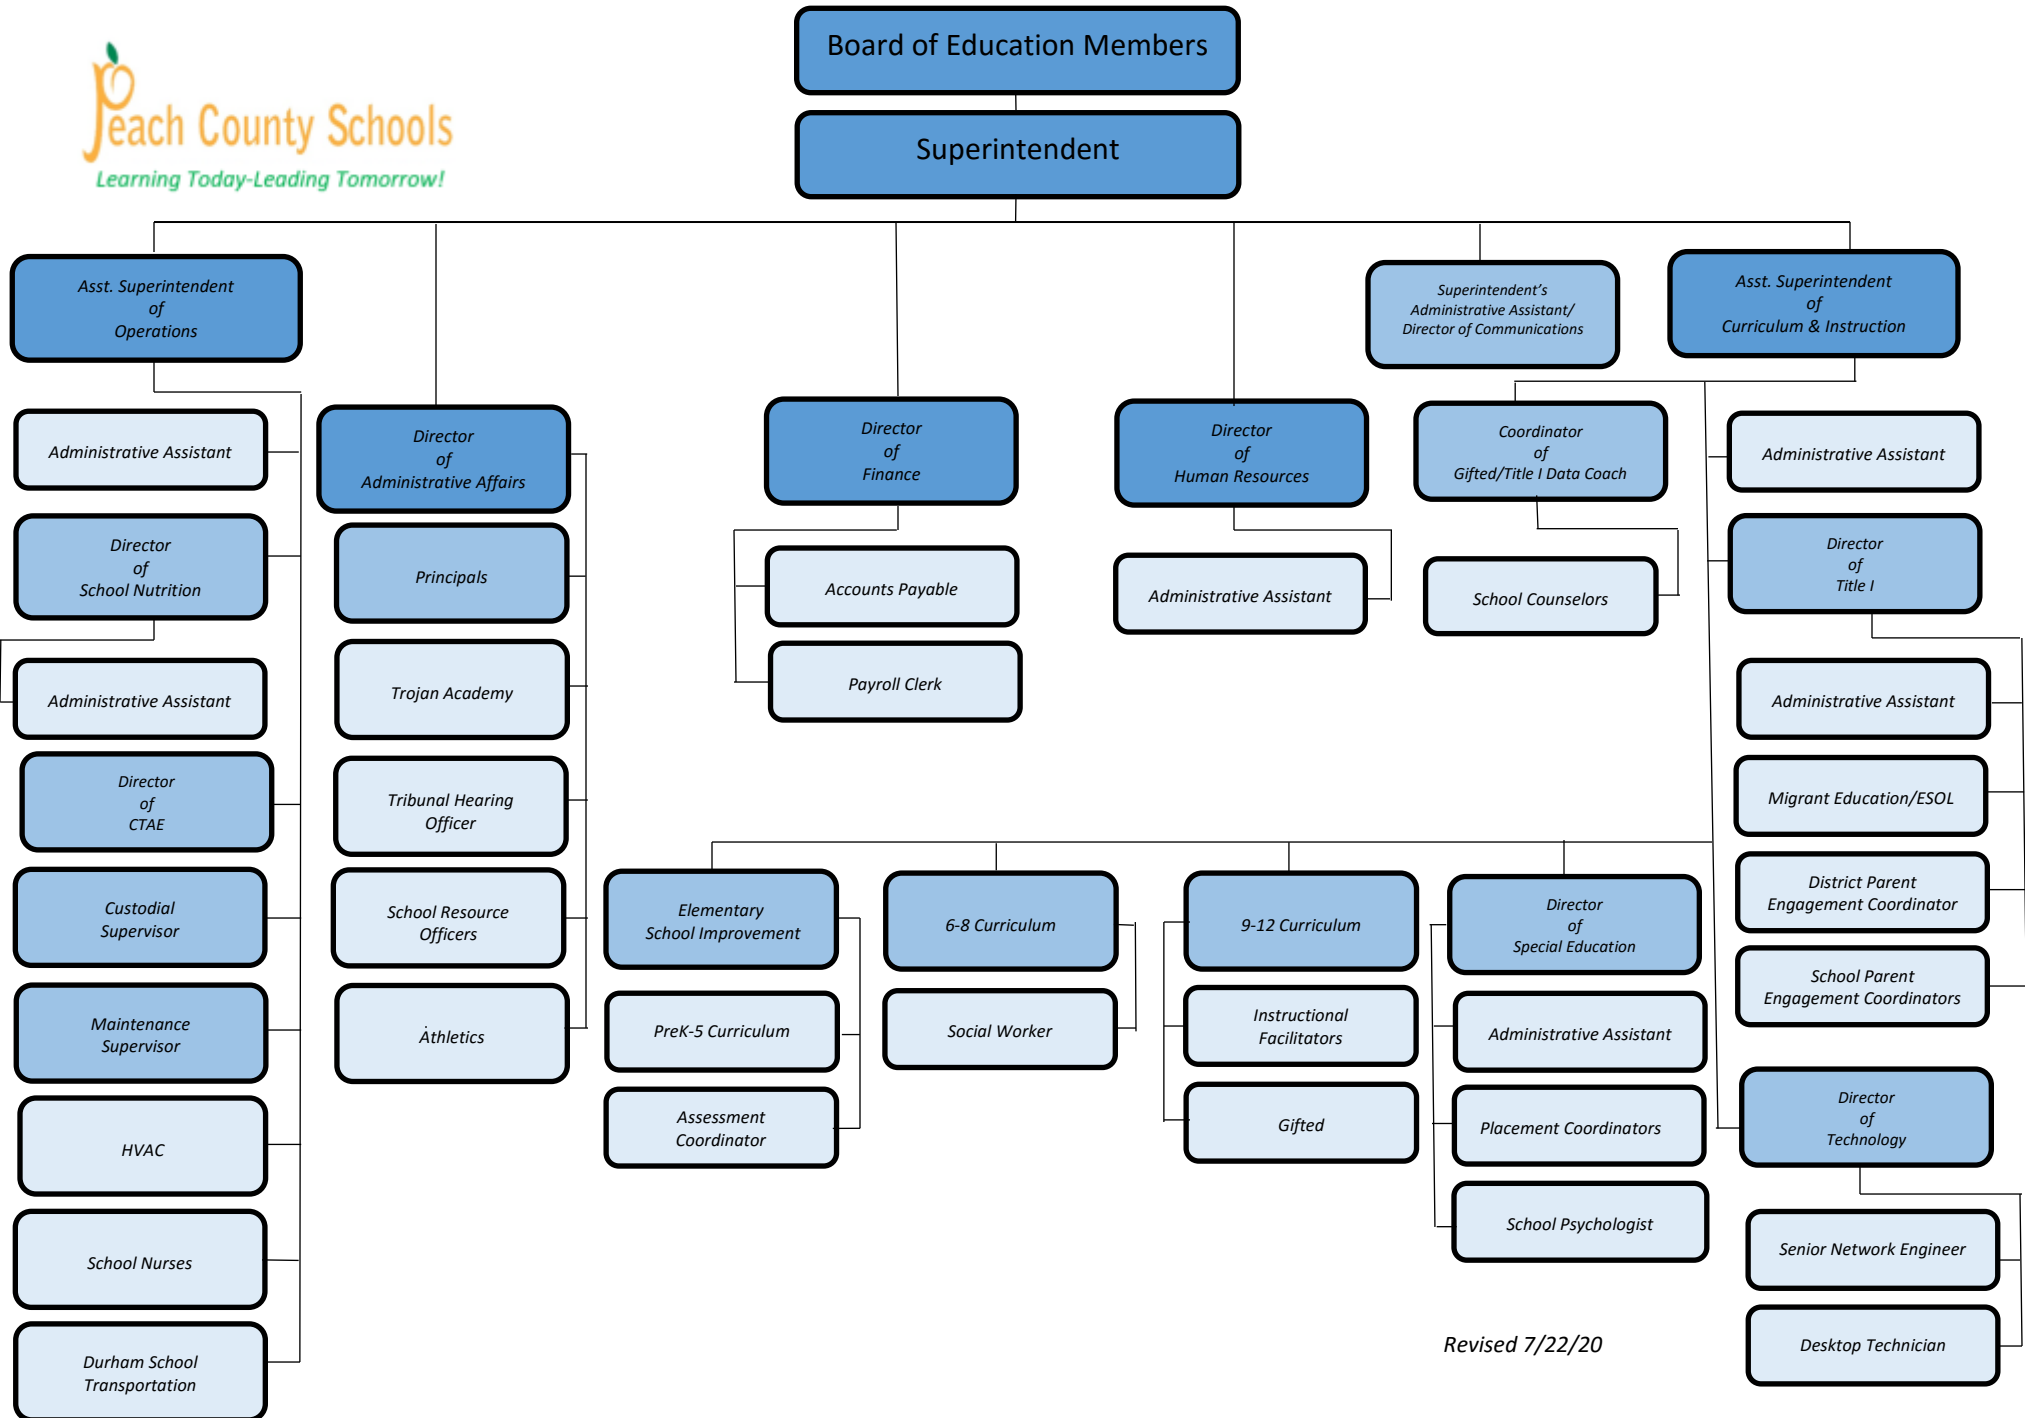 Board of Education Members
Peach County Schools
Learning Today-Leading Tomorrow!
Superintendent
Asst. Superintendent
of
Operations
Superintendent's
Administrative Assistant/
Director of Communications
Asst. Superintendent
of
Curriculum & Instruction
Administrative Assistant
Director
of
Administrative Affairs
Director
of
Finance
Director
of
Human Resources
Coordinator
of
Gifted/Title I Data Coach
Administrative Assistant
Director
of
School Nutrition
Principals
Accounts Payable
Administrative Assistant
School Counselors
Director
of
Title I
Administrative Assistant
Trojan Academy
Payroll Clerk
Administrative Assistant
Director
of
CTAE
Tribunal Hearing
Officer
Migrant Education/ESOL
Custodial
Supervisor
School Resource
Officers
Elementary
School Improvement
6-8 Curriculum
9-12 Curriculum
Director
of
Special Education
District Parent
Engagement Coordinator
School Parent
Engagement Coordinators
Maintenance
Supervisor
Athletics
PreK-5 Curriculum
Social Worker
Instructional
Facilitators
Administrative Assistant
Assessment
Coordinator
Gifted
Placement Coordinators
Director
of
Technology
HVAC
School Nurses
School Psychologist
Senior Network Engineer
Durham School
Transportation
Revised 7/22/20
Desktop Technician